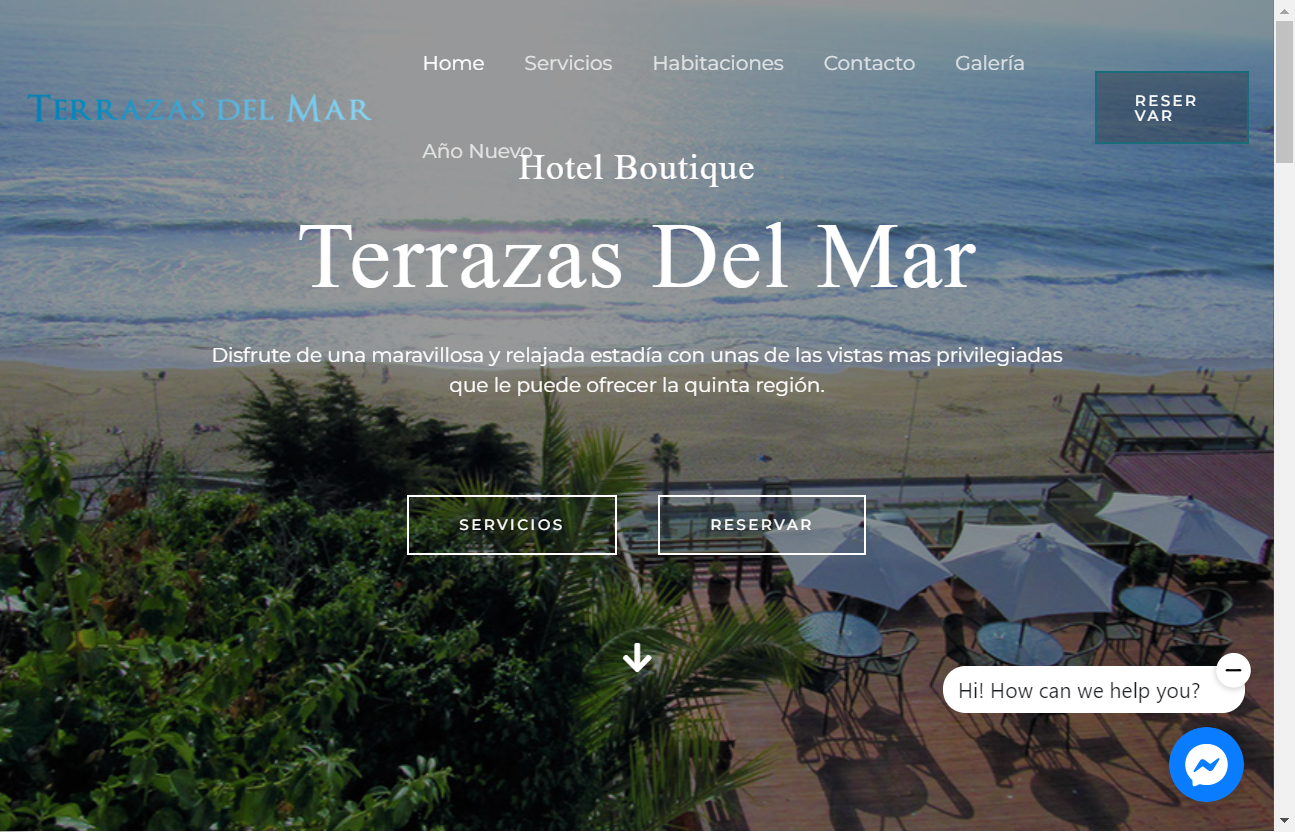 Home Servicios Habitaciones Contacto Galería
TERRAZAS DEL MAR
RESER
VAR
Año Nuevo
Hotel Boutique
Terrazas Del Mar
Disfrute de una maravillosa y relajada estadía con unas de las vistas mas privilegiadas
que le puede ofrecer la quinta región.
SERVICIOS
RESERVAR
Hi! How can we help you?